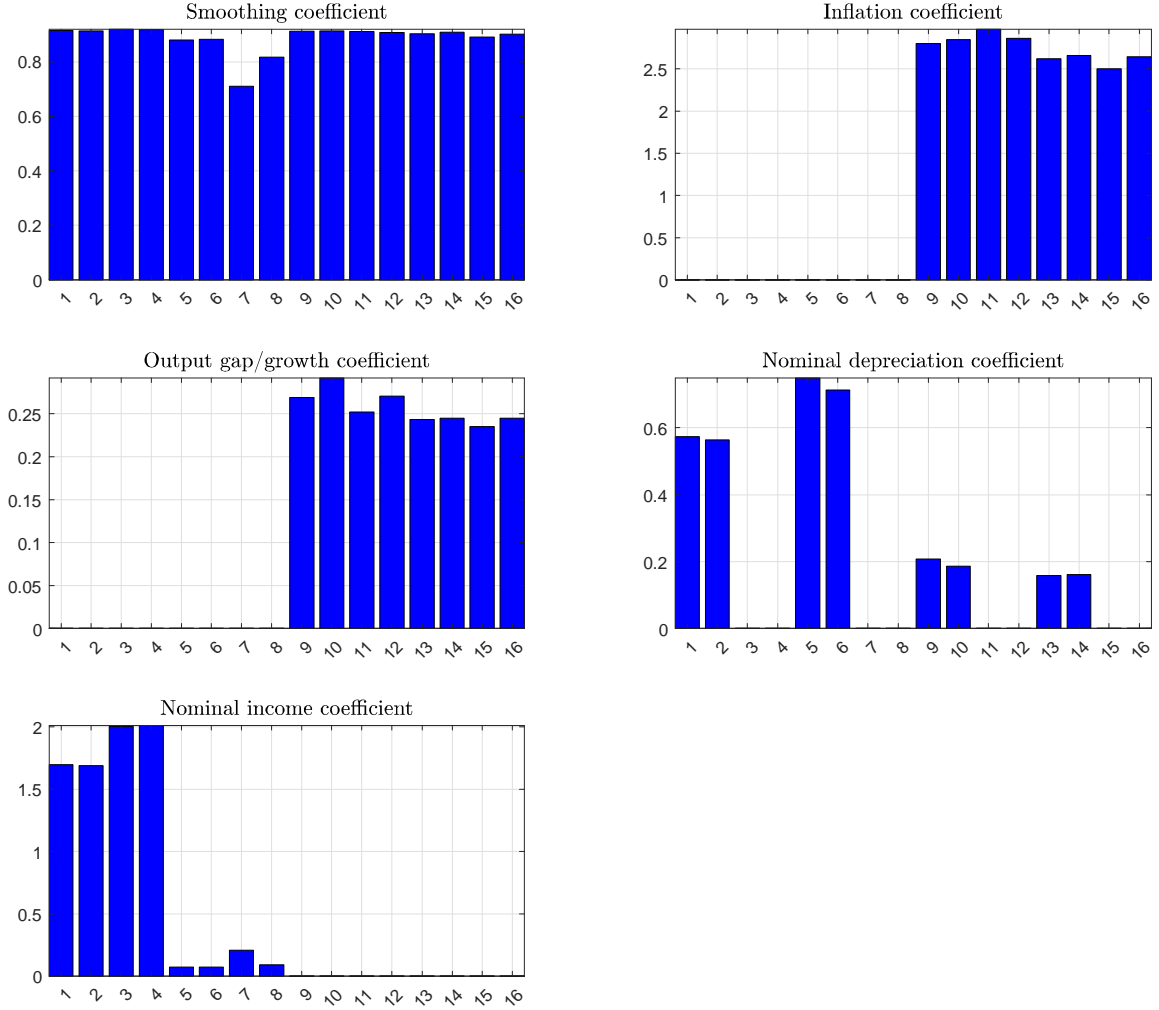 Smoothing coefficient
0.8
0.6
0.4
0.2
0
1 2 3 4 5 6 7 8 9 10 11 12 13 14 15 16
Inflation coefficient
2.5
2
1.5
1
0.5
0
1 2 3 4 5 6 7 8 9 10 11 12 13 14 15 16
Output gap/growth coefficient
0.25
0.2
0.15
0.1
0.05
0
1 2 3 4 5 6 7 8 9 10 11 12 13 14 15 16
Nominal depreciation coefficient
0.6
0.4
0.2
0
1 2 3 4 5 6 7 8 9 10 11 12 13 14 15 16
Nominal income coefficient
2
1.5
1
0.5
0
1 2 3 4 5 6 7 8 9 10 11 12 13 14 15 16